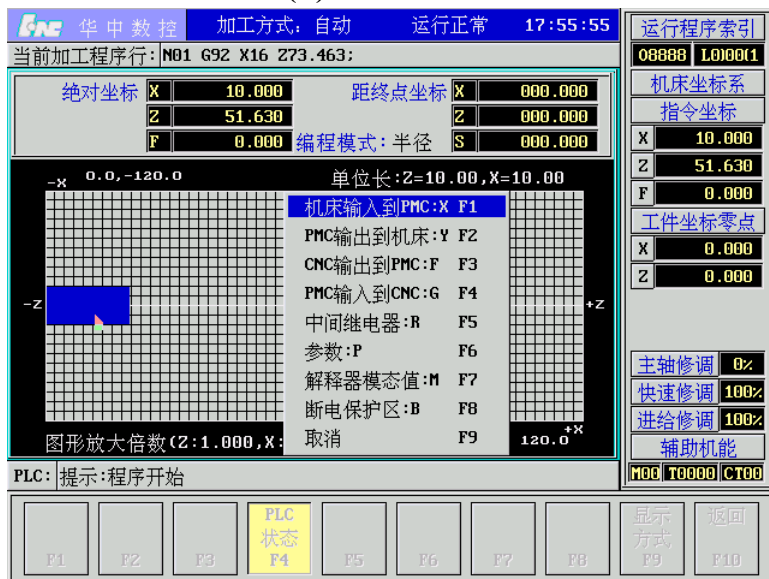 华中数控 加工方式：自动 运行正常 17:55:55
当前加工程序行： N01 G92 X16 Z73.463;
绝对坐标 X 10.000 距终点坐标 X 000.000
Z 51.630 Z 000.000
F 0.000 编程模式：半径 S 000.000
-X 0.0,-120.0 单位长:Z=10.00,X=10.00
机床输入到PMC:X F1
PMC输出到机床:Y F2
CNC输出到PMC:F F3
-Z PMC输入到CNC:G F4 +Z
中间继电器:R F5
参数:P F6
解释器模态值:M F7
断电保护区:B F8
取消 F9
图形放大倍数(Z:1.000,X: 120.0 +X
PLC: 提示:程序开始
运行程序索引
O8888 L0
机床坐标系
指令坐标
X 10.000
Z 51.630
F 0.000
工件坐标零点
X 0.000
Z 0.000
主轴修调 0%
快速修调 100%
进给修调 100%
辅助机能
M00 T0000 CT00
F1 F2 F3 PLC状态 F4 F5 F6 F7 F8 显示方式 F9 返回 F10